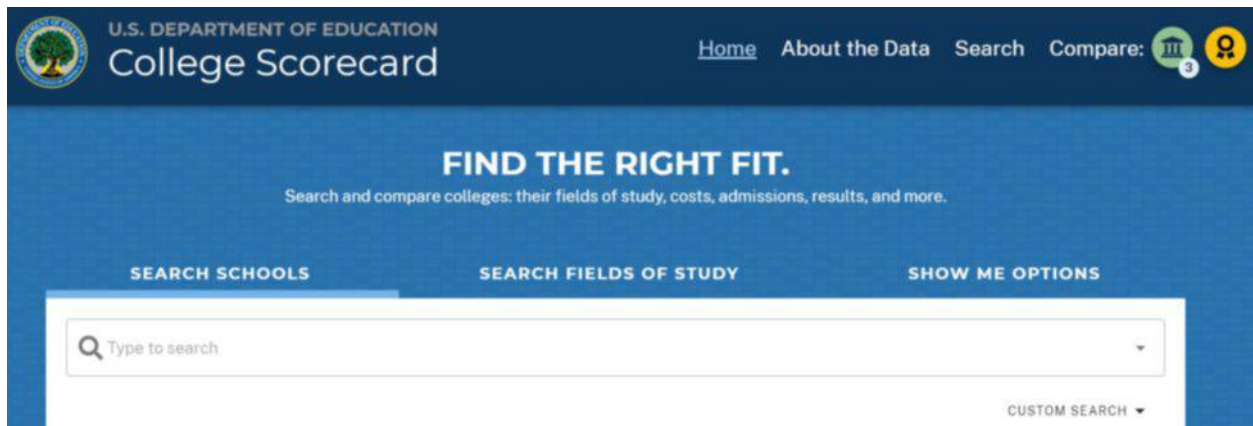 U.S. DEPARTMENT OF EDUCATION
College Scorecard
Home About the Data Search Compare: 3
FIND THE RIGHT FIT.
Search and compare colleges: their fields of study, costs, admissions, results, and more.
SEARCH SCHOOLS SEARCH FIELDS OF STUDY SHOW ME OPTIONS
Type to search
CUSTOM SEARCH